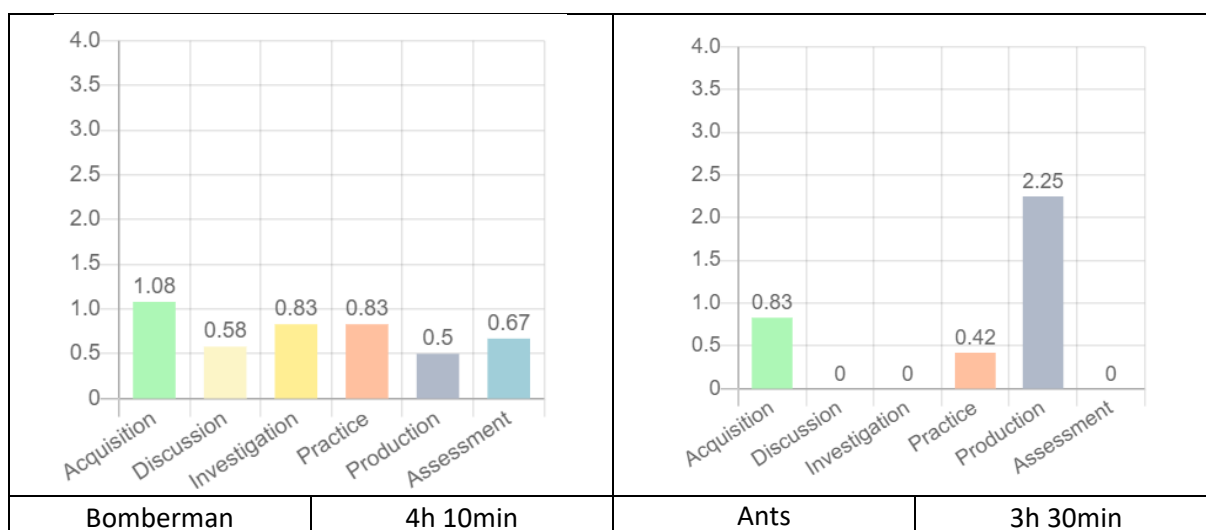 4.0
3.5
3.0
2.5
2.0
1.5
1.0
0.5
0
1.08
0.58
0.83
0.83
0.5
0.67
Acquisition
Discussion
Investigation
Practice
Production
Assessment
Bomberman
4h 10min
4.0
3.5
3.0
2.5
2.0
1.5
1.0
0.5
0
0.83
0
0
0.42
2.25
0
Acquisition
Discussion
Investigation
Practice
Production
Assessment
Ants
3h 30min